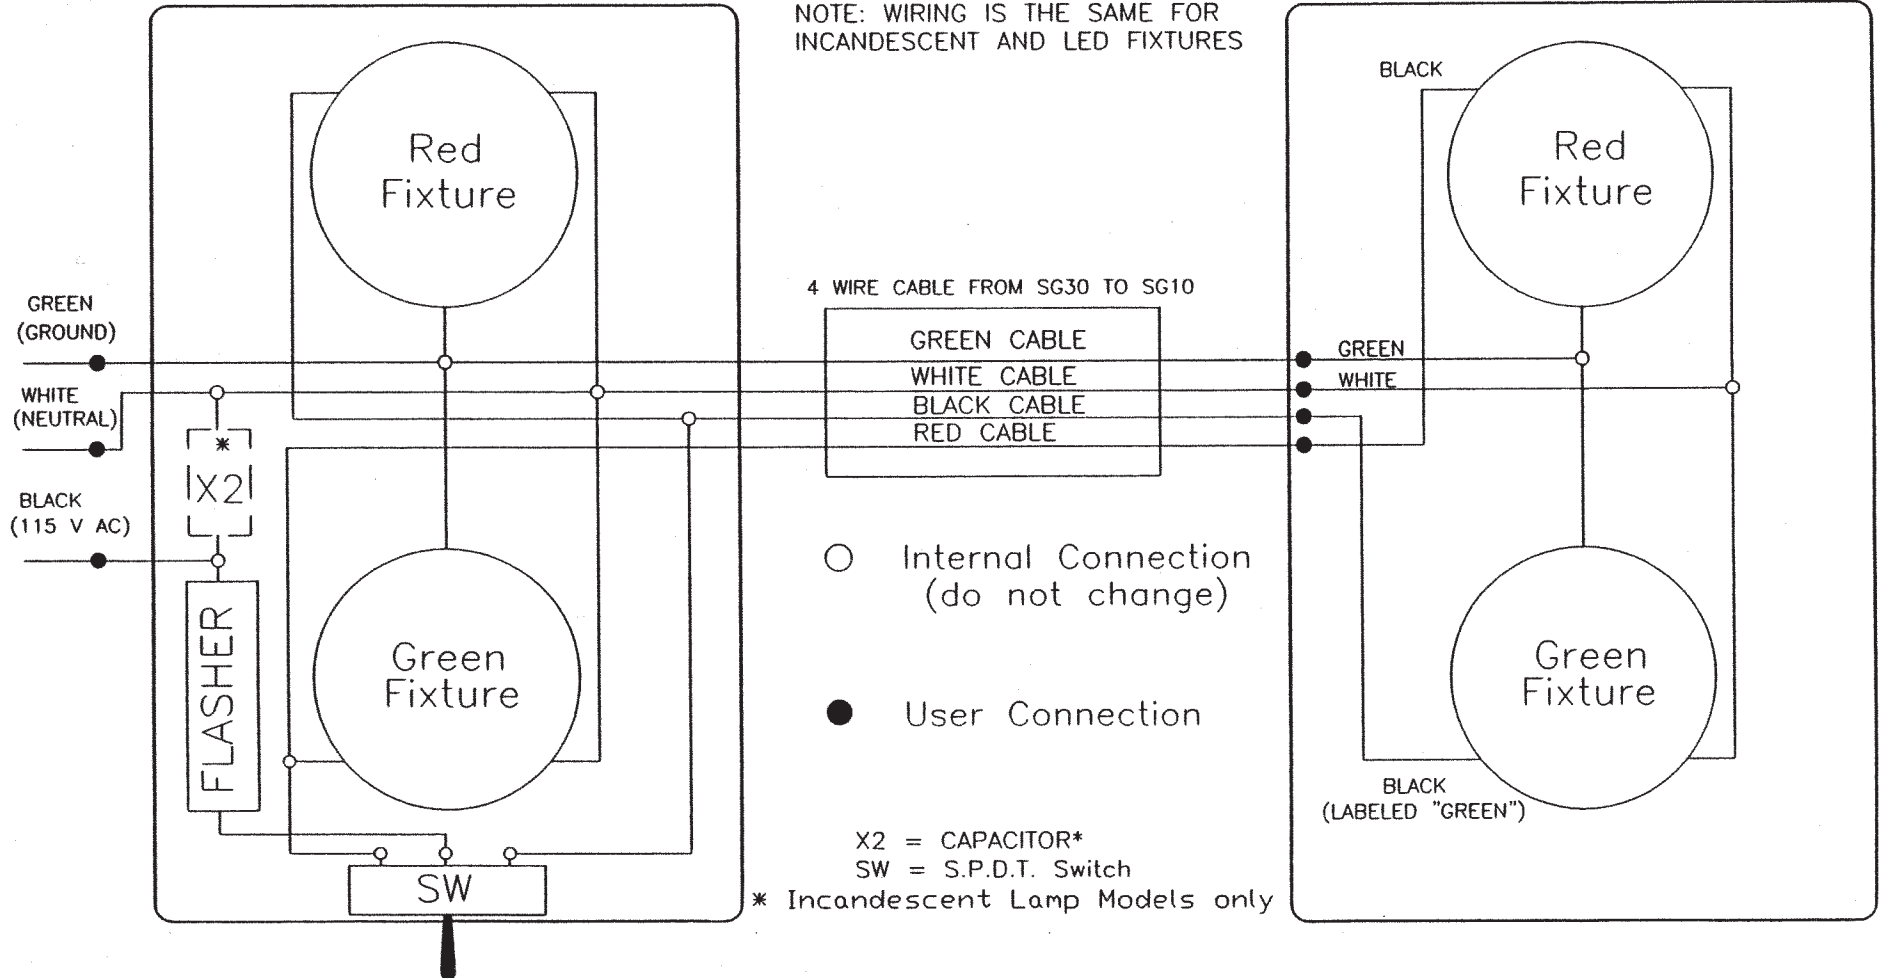 NOTE: WIRING IS THE SAME FOR
INCANDESCENT AND LED FIXTURES
Red
Fixture
GREEN
(GROUND)
WHITE
(NEUTRAL)
*
X2
BLACK
(115 V AC)
FLASHER
Green
Fixture
SW
4 WIRE CABLE FROM SG30 TO SG10
GREEN CABLE
WHITE CABLE
BLACK CABLE
RED CABLE
Internal Connection
(do not change)
User Connection
X2 = CAPACITOR*
SW = S.P.D.T. Switch
* Incandescent Lamp Models only
BLACK
Red
Fixture
GREEN
WHITE
Green
Fixture
BLACK
(LABELED "GREEN")